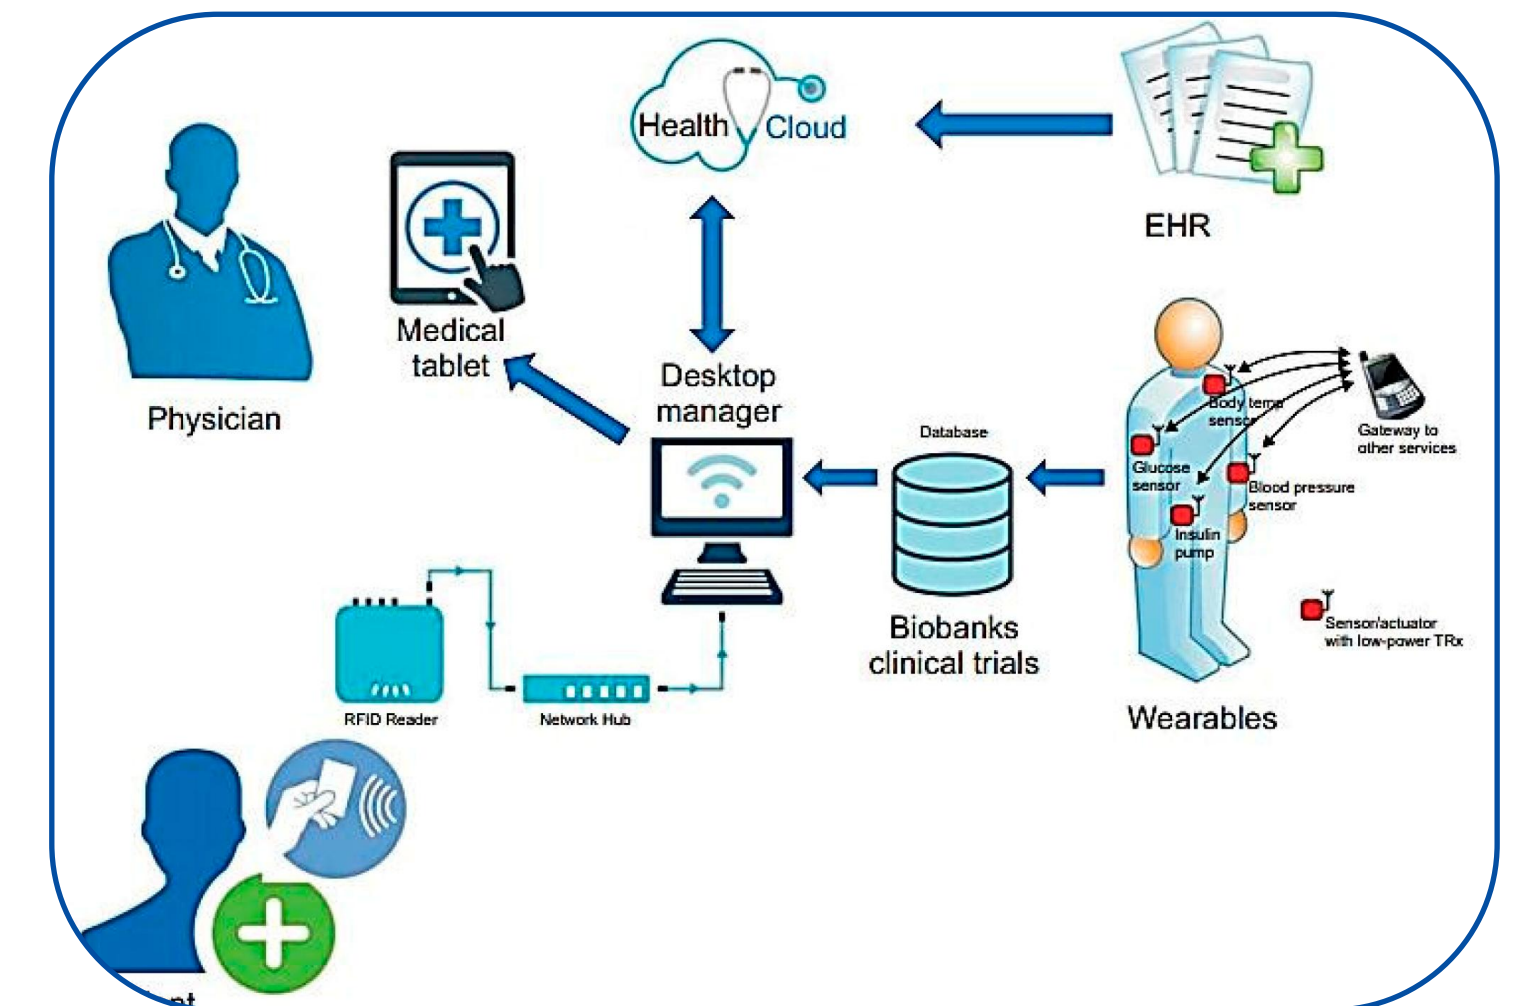 Health Cloud
EHR
Medical
tablet
Physician
Desktop
manager
Database
Biobanks
clinical trials
Body temp
sensor
Glucose
sensor
Blood pressure
sensor
Insulin
pump
Gateway to
other services
Sensor/actuator
with low-power TRx
Wearables
RFID Reader
Network Hub